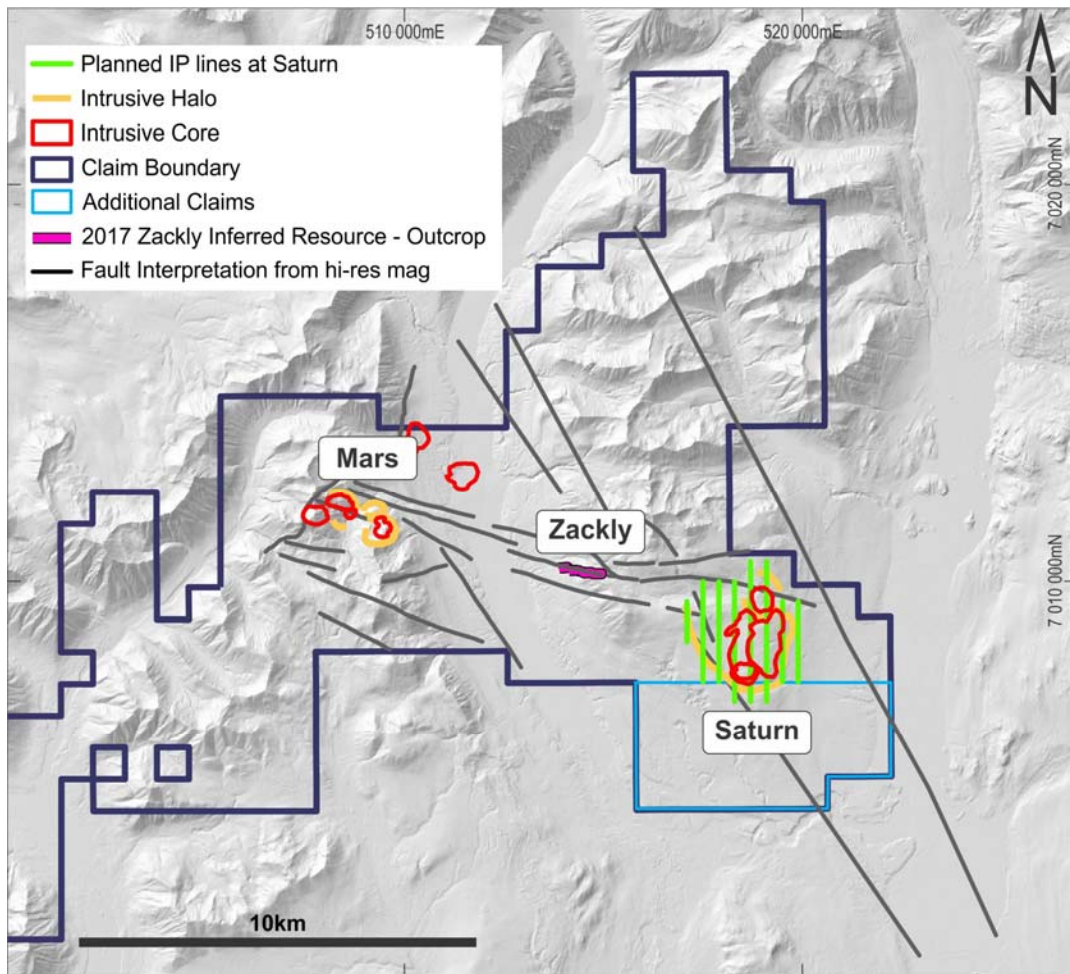 510 000mE
520 000mE
Planned IP lines at Saturn
Intrusive Halo
Intrusive Core
Claim Boundary
Additional Claims
2017 Zackly Inferred Resource - Outcrop
Fault Interpretation from hi-res mag
N
7 020 000mN
Mars
Zackly
7 010 000mN
Saturn
10km